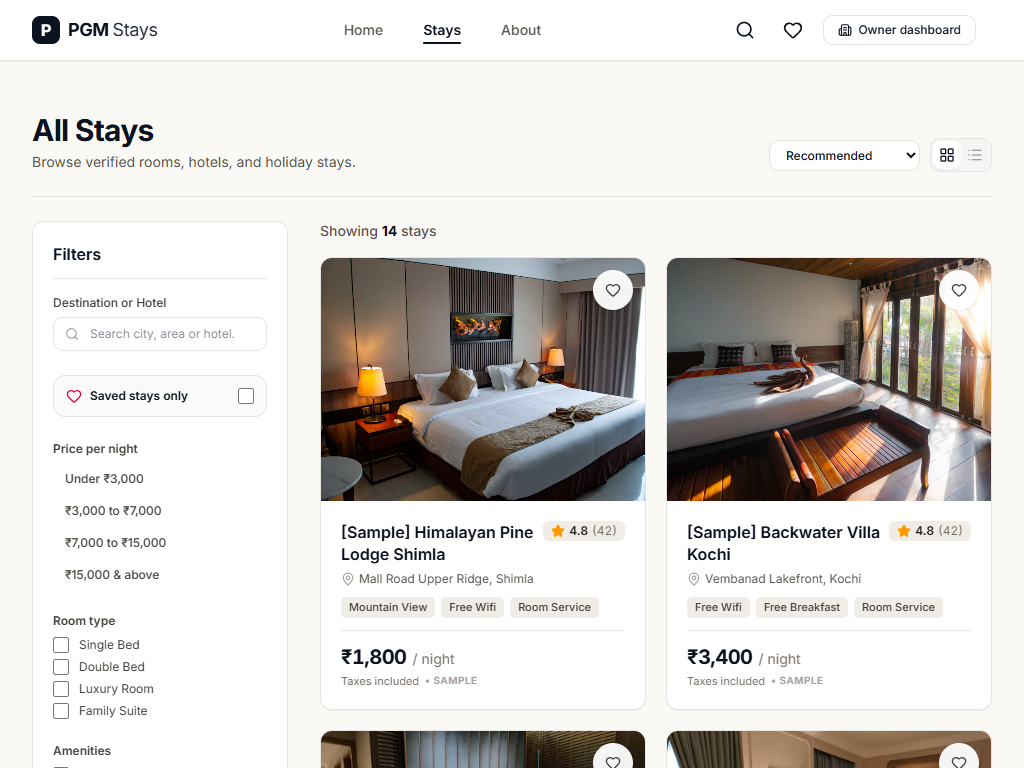 P PGM Stays
Home
Stays
About
Owner dashboard
All Stays
Browse verified rooms, hotels, and holiday stays.
Recommended
Filters
Destination or Hotel
Search city, area or hotel.
Saved stays only
Price per night
Under ₹3,000
₹3,000 to ₹7,000
₹7,000 to ₹15,000
₹15,000 & above
Room type
Single Bed
Double Bed
Luxury Room
Family Suite
Amenities
Showing 14 stays
[Sample] Himalayan Pine
Lodge Shimla
4.8 (42)
Mall Road Upper Ridge, Shimla
Mountain View
Free Wifi
Room Service
₹1,800 / night
Taxes included • SAMPLE
[Sample] Backwater Villa
Kochi
4.8 (42)
Vembanad Lakefront, Kochi
Free Wifi
Free Breakfast
Room Service
₹3,400 / night
Taxes included • SAMPLE